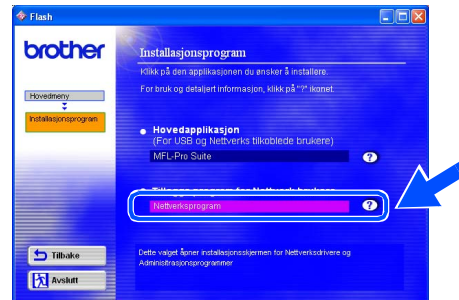 Flash
brother
Installasjonsprogram
Klikk på den applikasjonen du ønsker å installere.
For bruk og detaljert informasjon, klikk på "?" ikonet.
Hovedmeny
Installasjonsprogram
Hovedapplikasjon
(For USB og Nettverks tilkoblede brukere)
MFL-Pro Suite
?
Nettverksprogram
?
Dette valget åpner installasjonsskjermen for Nettverksdrivere og
Administrasjonsprogrammer
Tilbake
Avslutt